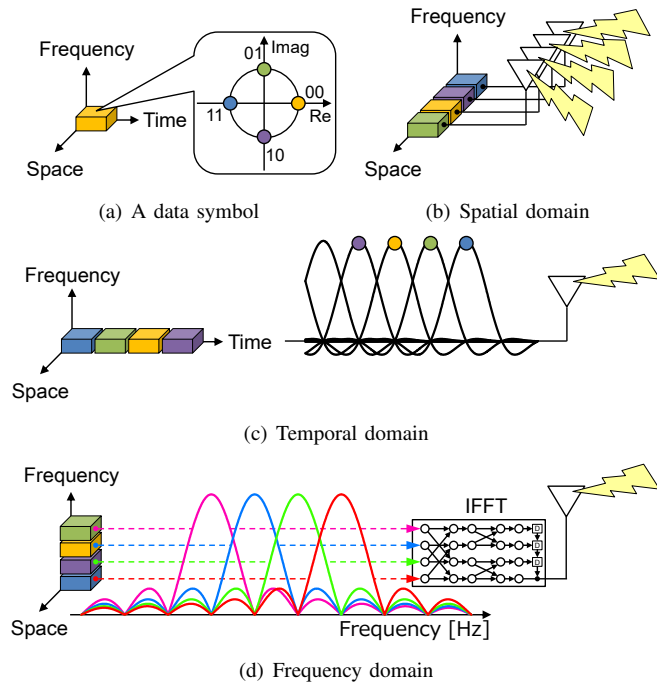 Frequency
Time
Space
01
Imag
00
11
Re
10
(a) A data symbol
Frequency
Space
(b) Spatial domain
Frequency
Time
Space
(c) Temporal domain
Frequency
Space
IFFT
D
D
D
Frequency [Hz]
(d) Frequency domain